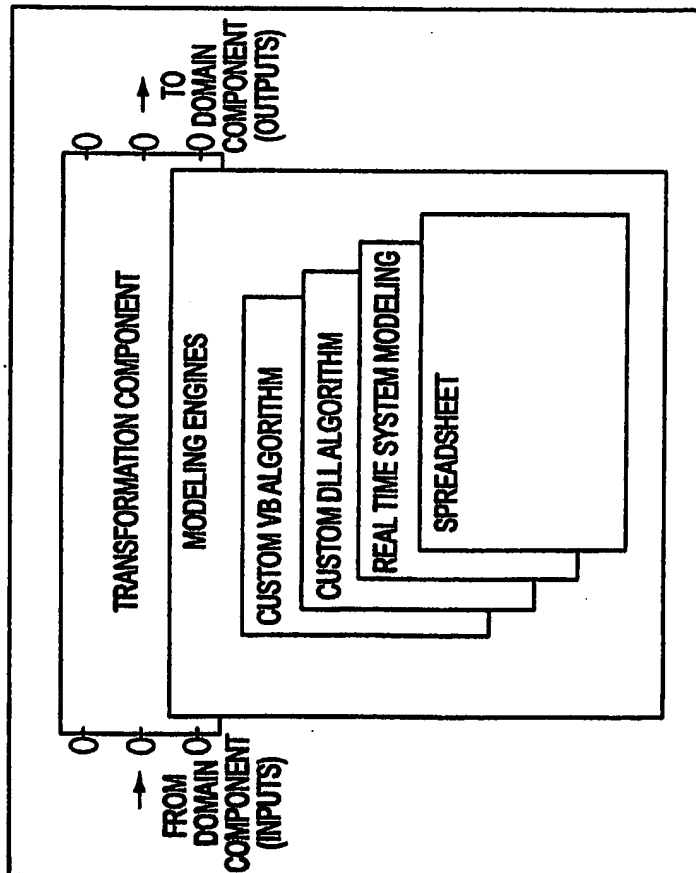 TRANSFORMATION COMPONENT
MODELING ENGINES
CUSTOM VB ALGORITHM
CUSTOM DLL ALGORITHM
REAL TIME SYSTEM MODELING
SPREADSHEET
FROM
DOMAIN
COMPONENT
(INPUTS)
TO
DOMAIN
COMPONENT
(OUTPUTS)